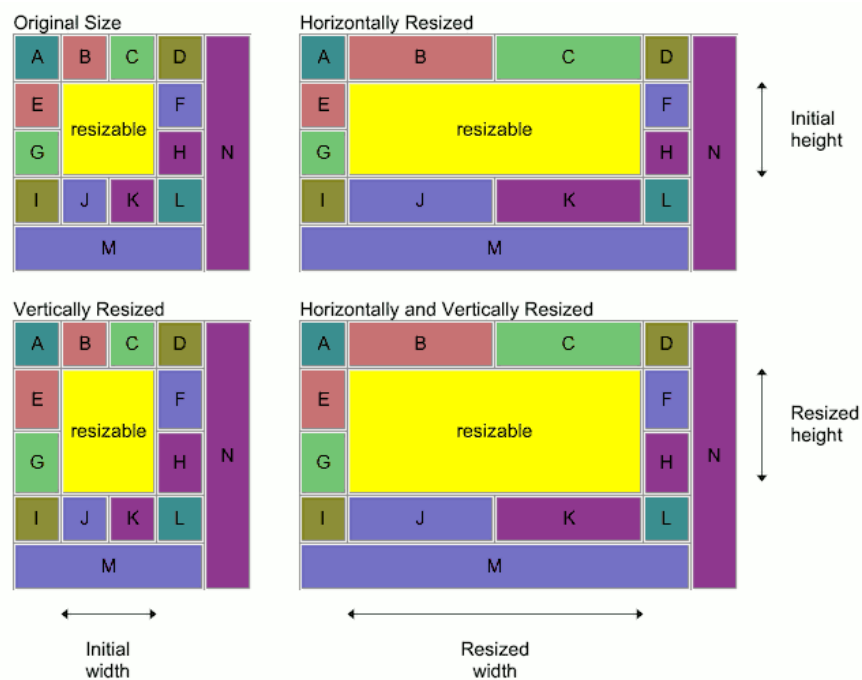 Original Size
Horizontally Resized
A B C D
E resizable F
G H N
I J K L
M
A B C D
E resizable F
G H N
I J K L
M
Initial
height
Vertically Resized
Horizontally and Vertically Resized
A B C D
E resizable F
G H N
I J K L
M
A B C D
E resizable F
G H N
I J K L
M
Resized
height
Initial
width
Resized
width